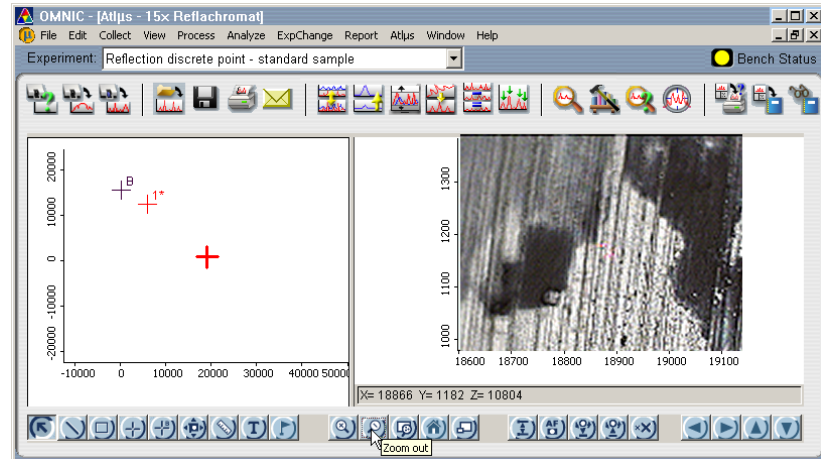 OMNIC - [Atlµs - 15x Reflachromat]
File Edit Collect View Process Analyze ExpChange Report Atlµs Window Help
Experiment: Reflection discrete point - standard sample
Bench Status
20000
10000
0
-10000
-20000
B
1*
-10000 0 10000 20000 30000 40000 50000
1300
1200
1100
1000
18600 18700 18800 18900 19000 19100
X= 18866 Y= 1182 Z= 10804
T
AF
Zoom out